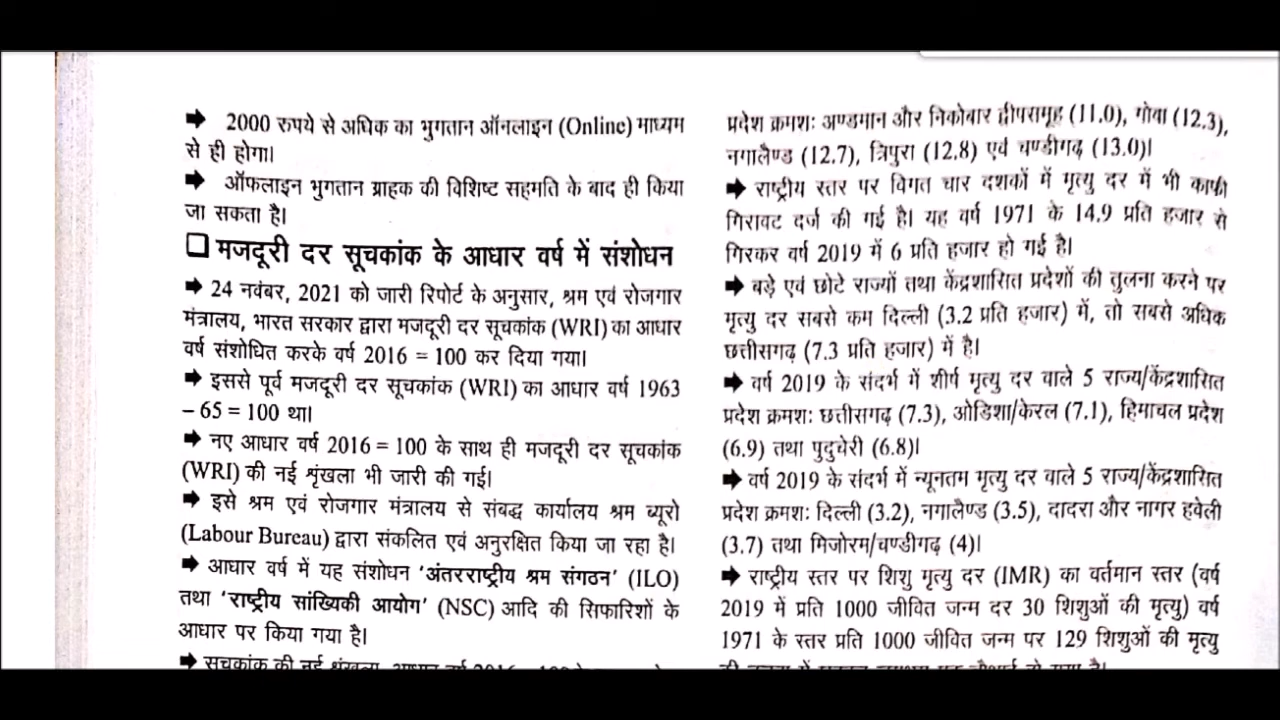 ➡ 2000 रुपये से अधिक का भुगतान ऑनलाइन (Online) माध्यम
से ही होगा।
➡ ऑफलाइन भुगतान ग्राहक की विशिष्ट सहमति के बाद ही किया
जा सकता है।
❑ मजदूरी दर सूचकांक के आधार वर्ष में संशोधन
➡ 24 नवंबर, 2021 को जारी रिपोर्ट के अनुसार, श्रम एवं रोजगार
मंत्रालय, भारत सरकार द्वारा मजदूरी दर सूचकांक (WRI) का आधार
वर्ष संशोधित करके वर्ष 2016 = 100 कर दिया गया।
➡ इससे पूर्व मजदूरी दर सूचकांक (WRI) का आधार वर्ष 1963
– 65 = 100 था।
➡ नए आधार वर्ष 2016 = 100 के साथ ही मजदूरी दर सूचकांक
(WRI) की नई शृंखला भी जारी की गई।
➡ इसे श्रम एवं रोजगार मंत्रालय से संबद्ध कार्यालय श्रम ब्यूरो
(Labour Bureau) द्वारा संकलित एवं अनुरक्षित किया जा रहा है।
➡ आधार वर्ष में यह संशोधन 'अंतरराष्ट्रीय श्रम संगठन' (ILO)
तथा 'राष्ट्रीय सांख्यिकी आयोग' (NSC) आदि की सिफारिशों के
आधार पर किया गया है।
➡ सूचकांक की नई शृंखला, आधार वर्ष 2016 = 100
प्रदेश क्रमशः अण्डमान और निकोबार द्वीपसमूह (11.0), गोवा (12.3),
नगालैण्ड (12.7), त्रिपुरा (12.8) एवं चण्डीगढ़ (13.0)।
➡ राष्ट्रीय स्तर पर विगत चार दशकों में मृत्यु दर में भी काफी
गिरावट दर्ज की गई है। यह वर्ष 1971 के 14.9 प्रति हजार से
गिरकर वर्ष 2019 में 6 प्रति हजार हो गई है।
➡ बड़े एवं छोटे राज्यों तथा केंद्रशासित प्रदेशों की तुलना करने पर
मृत्यु दर सबसे कम दिल्ली (3.2 प्रति हजार) में, तो सबसे अधिक
छत्तीसगढ़ (7.3 प्रति हजार) में है।
➡ वर्ष 2019 के संदर्भ में शीर्ष मृत्यु दर वाले 5 राज्य/केंद्रशासित
प्रदेश क्रमशः छत्तीसगढ़ (7.3), ओडिशा/केरल (7.1), हिमाचल प्रदेश
(6.9) तथा पुदुचेरी (6.8)।
➡ वर्ष 2019 के संदर्भ में न्यूनतम मृत्यु दर वाले 5 राज्य/केंद्रशासित
प्रदेश क्रमशः दिल्ली (3.2), नगालैण्ड (3.5), दादरा और नागर हवेली
(3.7) तथा मिजोरम/चण्डीगढ़ (4)।
➡ राष्ट्रीय स्तर पर शिशु मृत्यु दर (IMR) का वर्तमान स्तर (वर्ष
2019 में प्रति 1000 जीवित जन्म दर 30 शिशुओं की मृत्यु) वर्ष
1971 के स्तर प्रति 1000 जीवित जन्म पर 129 शिशुओं की मृत्यु